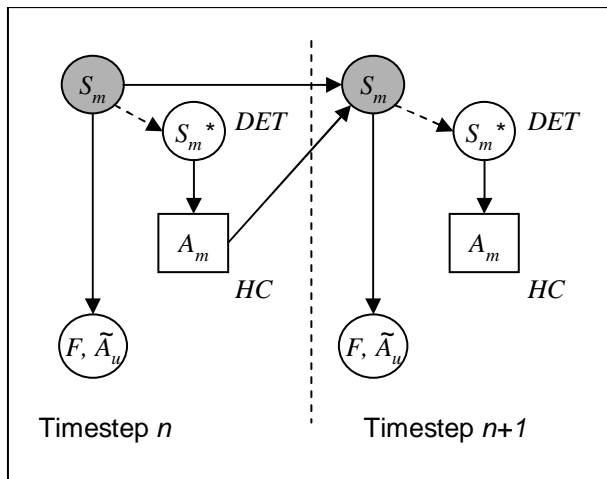 S_m
S_m*
DET
A_m
HC
F, Ã_u
Timestep n
S_m
S_m*
DET
A_m
HC
F, Ã_u
Timestep n+1